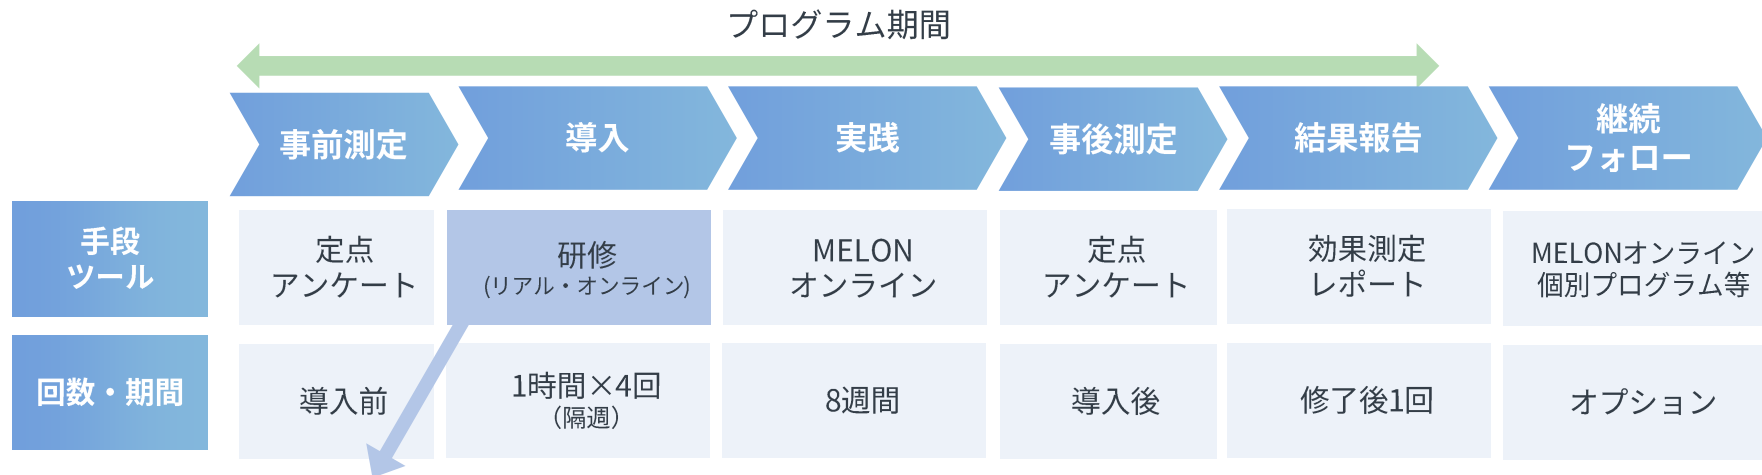 プログラム期間
事前測定
導入
実践
事後測定
結果報告
継続
フォロー
手段
ツール
定点
アンケート
研修
(リアル・オンライン)
MELON
オンライン
定点
アンケート
効果測定
レポート
MELONオンライン
個別プログラム等
回数・期間
導入前
1時間×4回
（隔週）
8週間
導入後
修了後1回
オプション